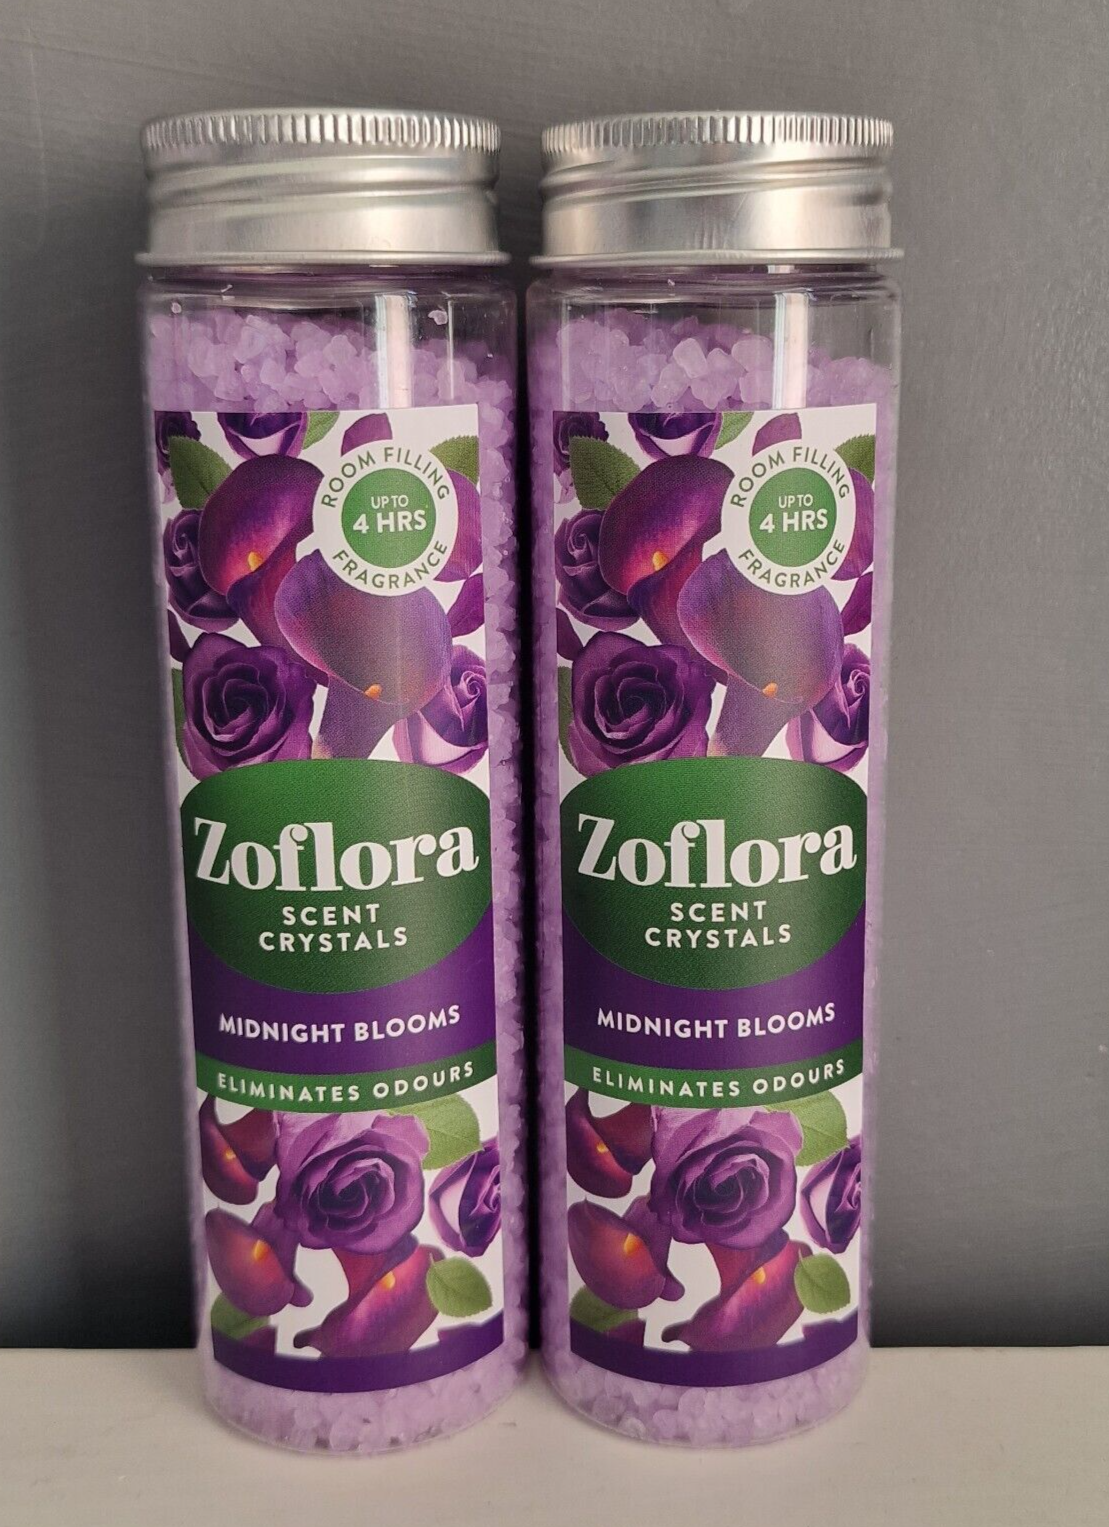 ROOM FILLING
UP TO
4 HRS
FRAGRANCE
Zoflora
SCENT
CRYSTALS
MIDNIGHT BLOOMS
ELIMINATES ODOURS
ROOM FILLING
UP TO
4 HRS
FRAGRANCE
Zoflora
SCENT
CRYSTALS
MIDNIGHT BLOOMS
ELIMINATES ODOURS